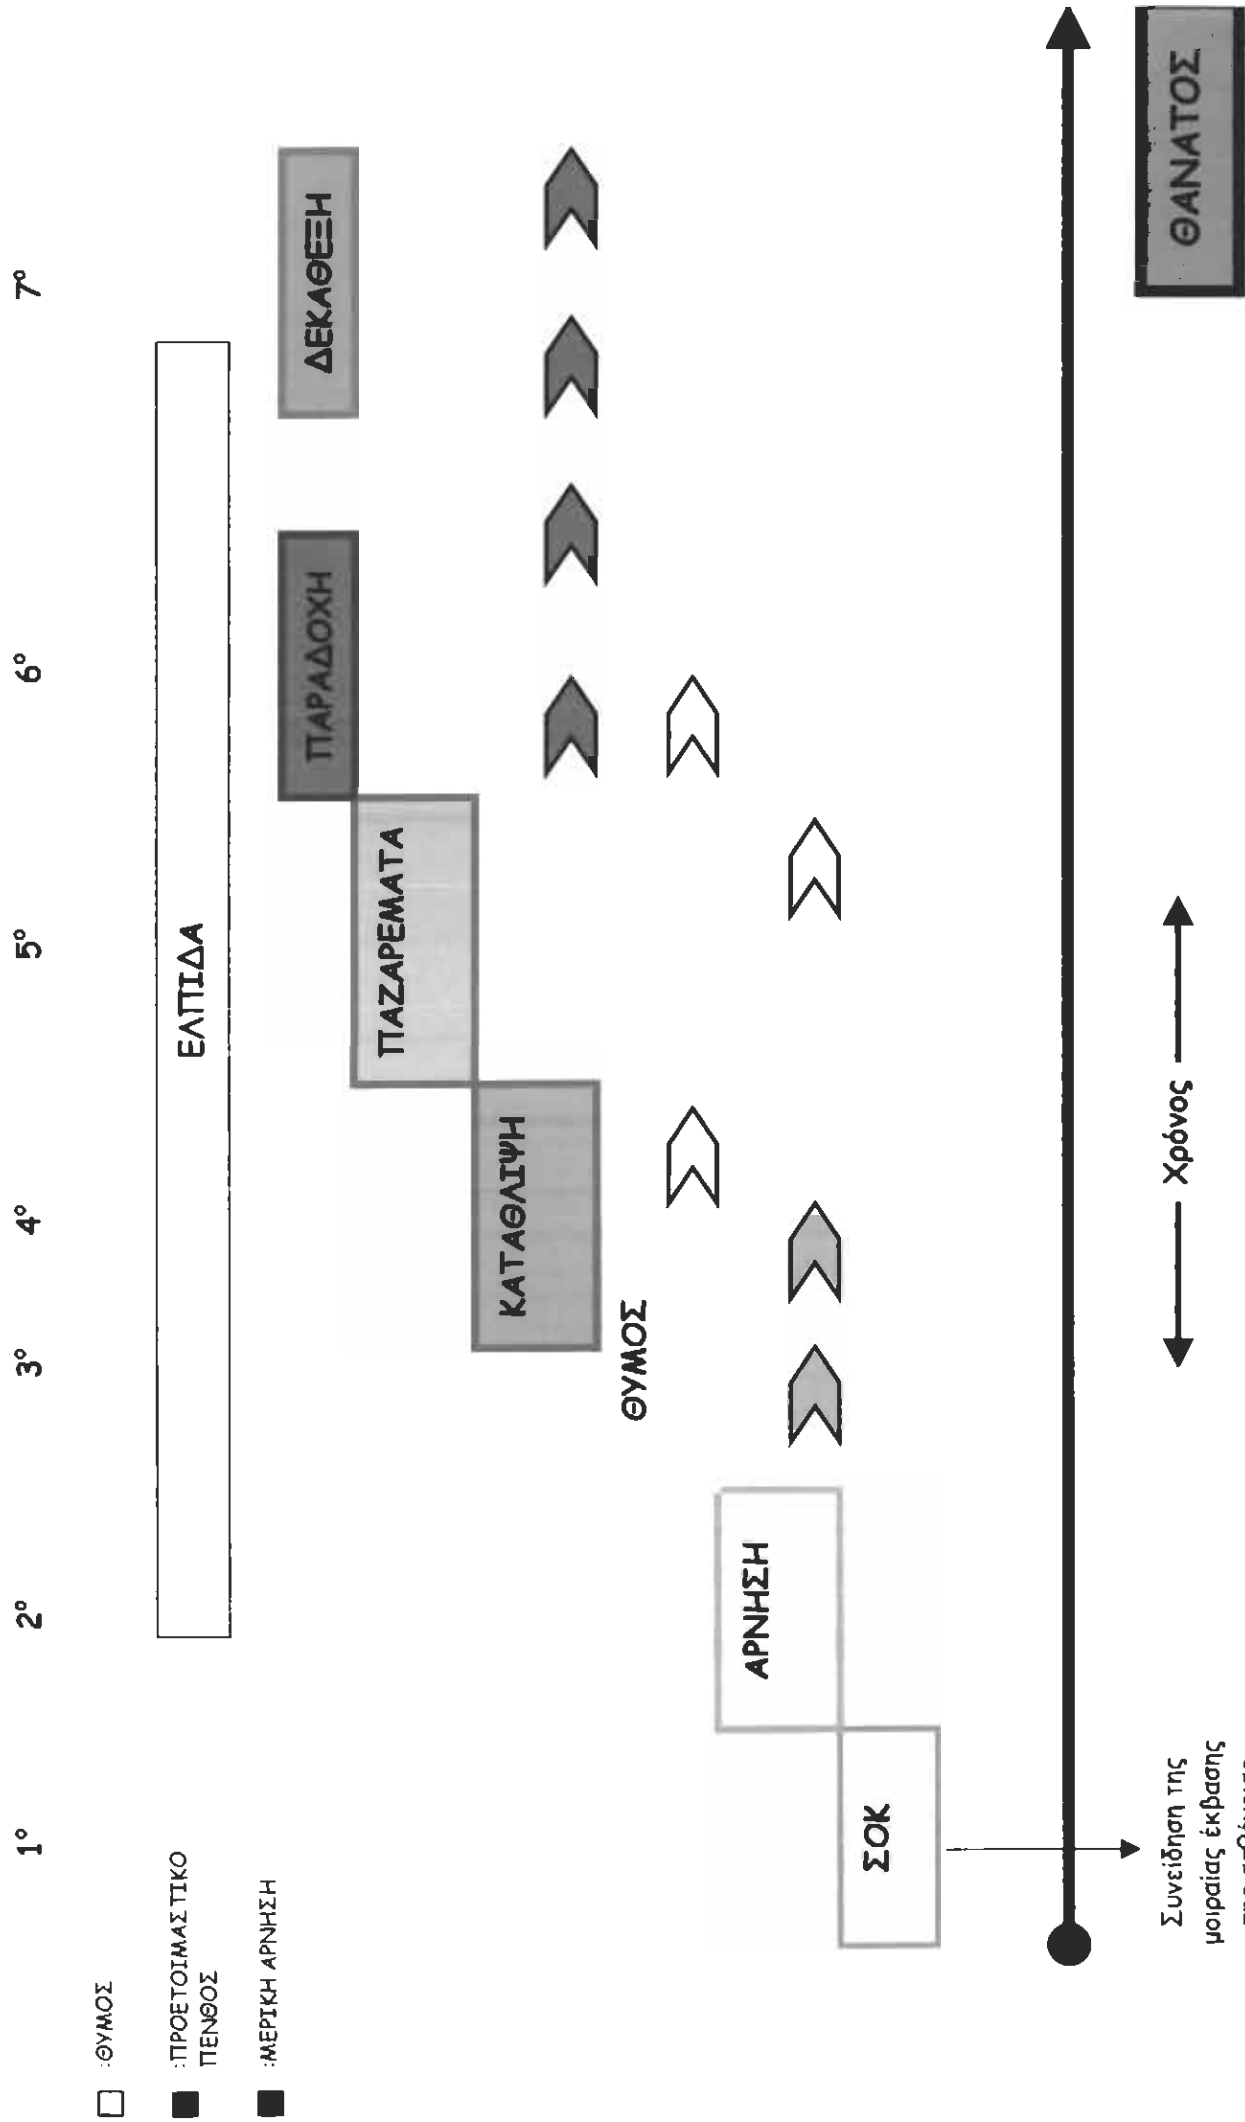 1° 2° 3° 4° 5° 6° 7°
:ΘΥΜΟΣ
:ΠΡΟΕΤΟΙΜΑΣΤΙΚΟ
ΠΕΝΘΟΣ
:ΜΕΡΙΚΗ ΑΡΝΗΣΗ
ΕΛΠΙΔΑ
ΠΑΡΑΔΟΧΗ
ΔΕΚΑΘΕΞΗ
ΠΑΖΑΡΕΜΑΤΑ
ΚΑΤΑΘΛΙΨΗ
ΘΥΜΟΣ
ΑΡΝΗΣΗ
ΣΟΚ
Συνείδηση της
μοιραίας έκβασης
Χρόνος
ΘΑΝΑΤΟΣ